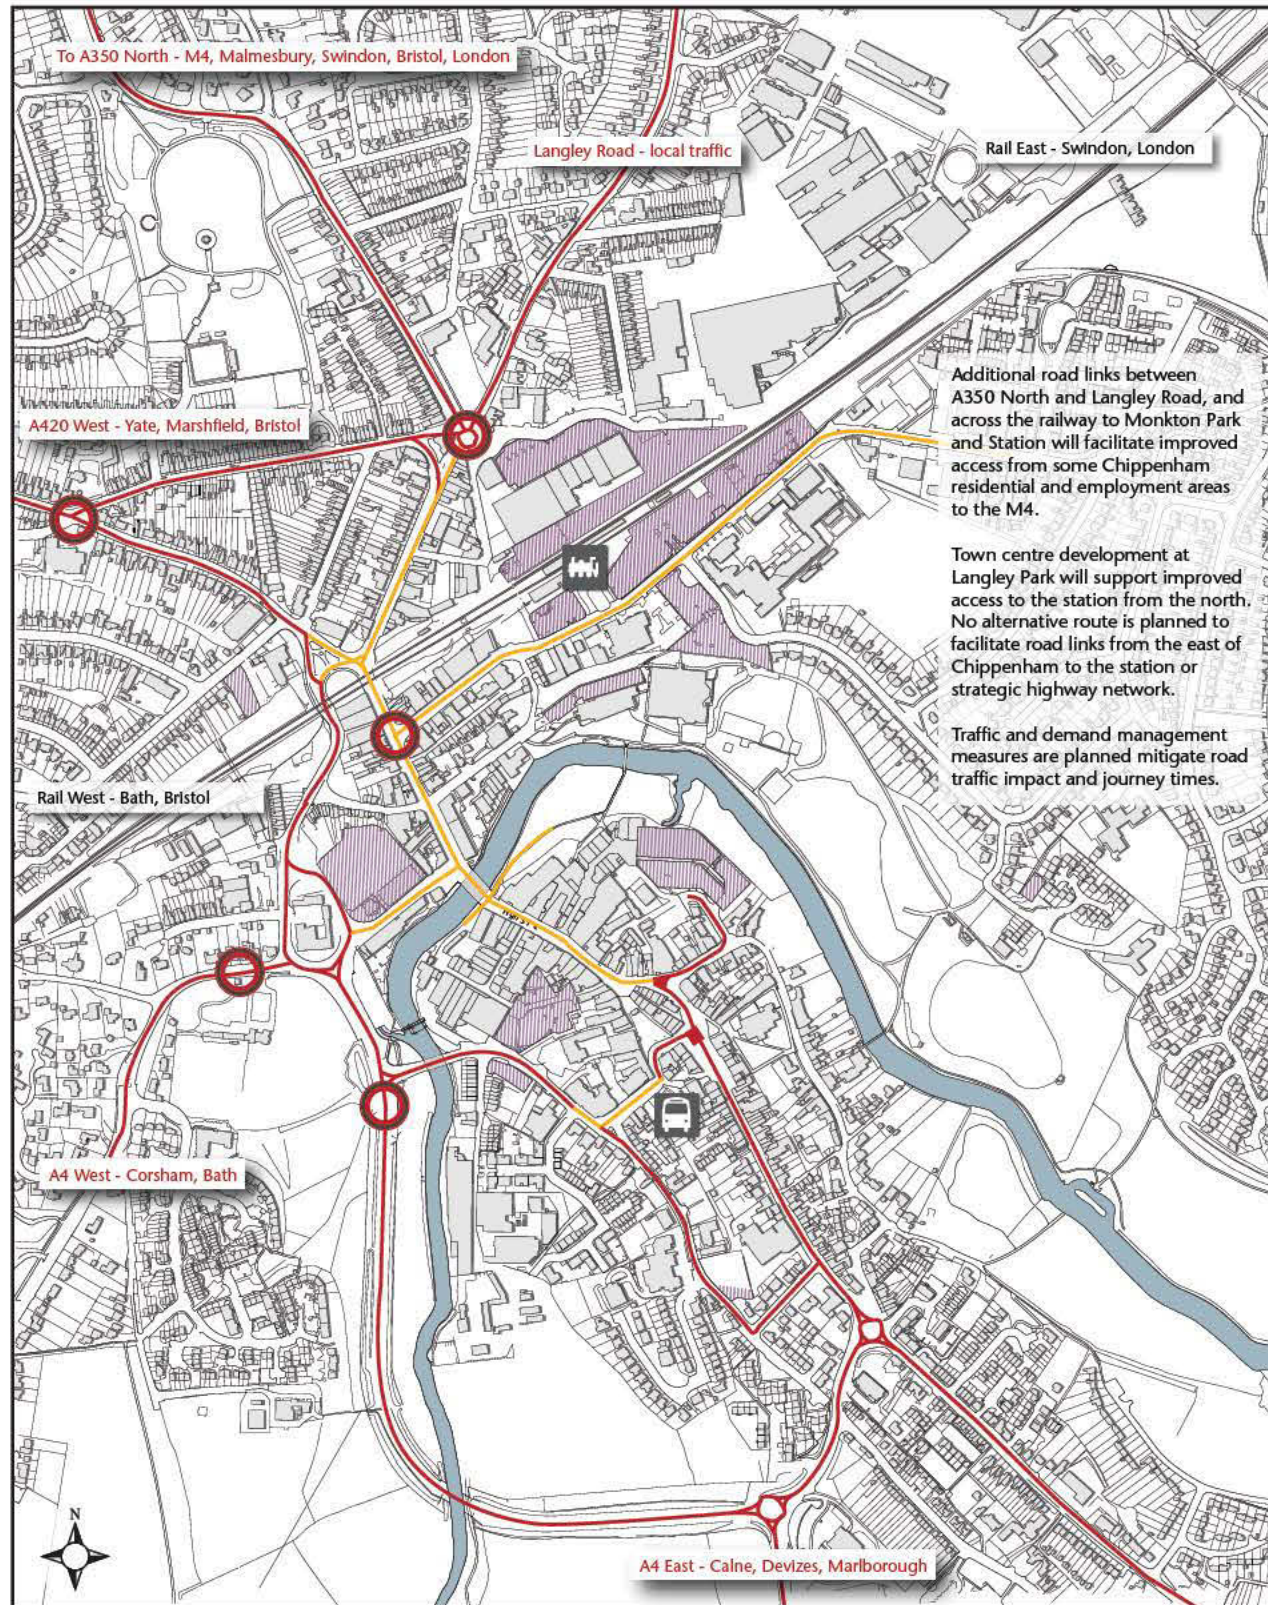 To A350 North - M4, Malmesbury, Swindon, Bristol, London
Langley Road - local traffic
Rail East - Swindon, London
Additional road links between
A350 North and Langley Road, and
across the railway to Monkton Park
and Station will facilitate improved
access from some Chippenham
residential and employment areas
to the M4.
A420 West - Yate, Marshfield, Bristol
Town centre development at
Langley Park will support improved
access to the station from the north.
No alternative route is planned to
facilitate road links from the east of
Chippenham to the station or
strategic highway network.
Traffic and demand management
measures are planned mitigate road
traffic impact and journey times.
Rail West - Bath, Bristol
A4 West - Corsham, Bath
N
A4 East - Calne, Devizes, Marlborough